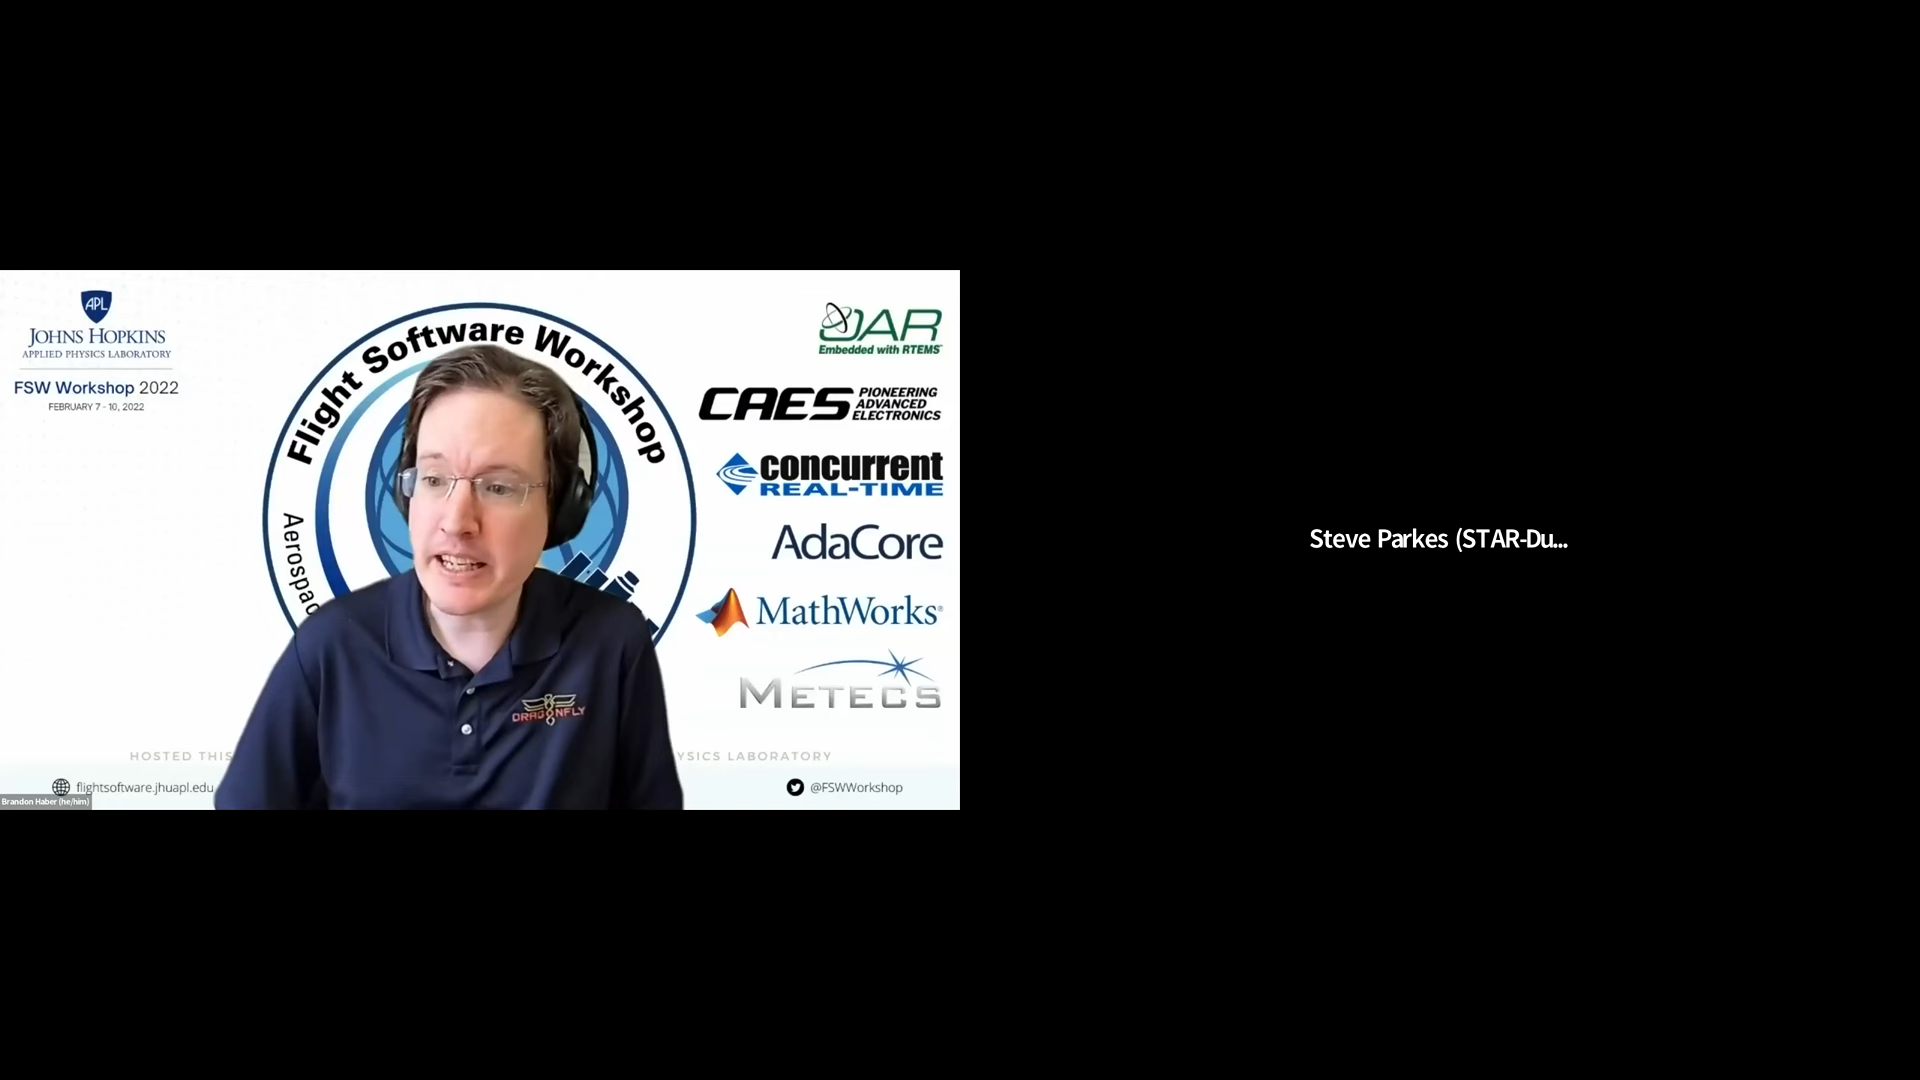 APL
JOHNS HOPKINS
APPLIED PHYSICS LABORATORY
FSW Workshop 2022
FEBRUARY 7 - 10, 2022
Flight Software Workshop
Aerospac
OAR
Embedded with RTEMS
CAES PIONEERING
ADVANCED
ELECTRONICS
concurrent
REAL-TIME
AdaCore
MathWorks®
METECS
DRAGONFLY
HOSTED THIS
YSICS LABORATORY
flightsoftware.jhuapl.edu
@FSWWorkshop
Brandon Haber (he/him)
Steve Parkes (STAR-Du...